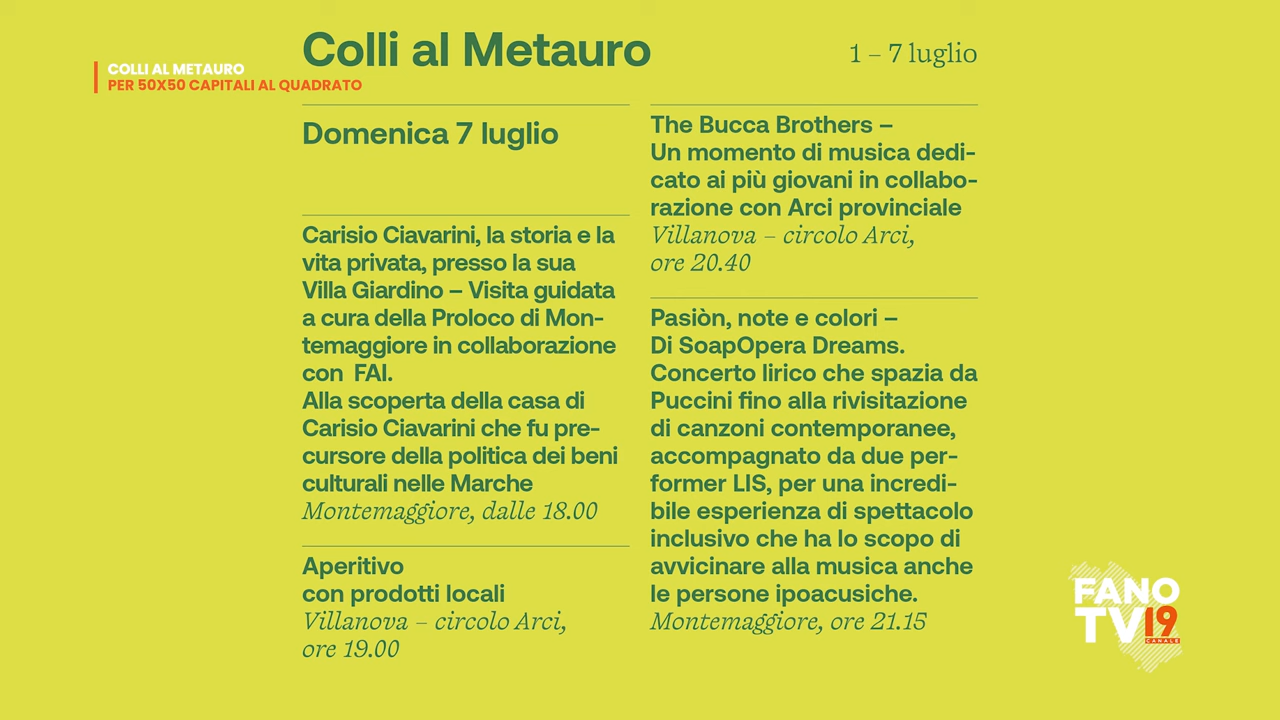 Colli al Metauro
1 – 7 luglio
COLLI AL METAURO
PER 50X50 CAPITALI AL QUADRATO
Domenica 7 luglio
Carisio Ciavarini, la storia e la
vita privata, presso la sua
Villa Giardino – Visita guidata
a cura della Proloco di Mon-
temaggiore in collaborazione
con FAI.
Alla scoperta della casa di
Carisio Ciavarini che fu pre-
cursore della politica dei beni
culturali nelle Marche
Montemaggiore, dalle 18.00
Aperitivo
con prodotti locali
Villanova – circolo Arci,
ore 19.00
The Bucca Brothers –
Un momento di musica dedi-
cato ai più giovani in collabo-
razione con Arci provinciale
Villanova – circolo Arci,
ore 20.40
Pasiòn, note e colori –
Di SoapOpera Dreams.
Concerto lirico che spazia da
Puccini fino alla rivisitazione
di canzoni contemporanee,
accompagnato da due per-
former LIS, per una incredi-
bile esperienza di spettacolo
inclusivo che ha lo scopo di
avvicinare alla musica anche
le persone ipoacusiche.
Montemaggiore, ore 21.15
FANO
TV 19
CANALE